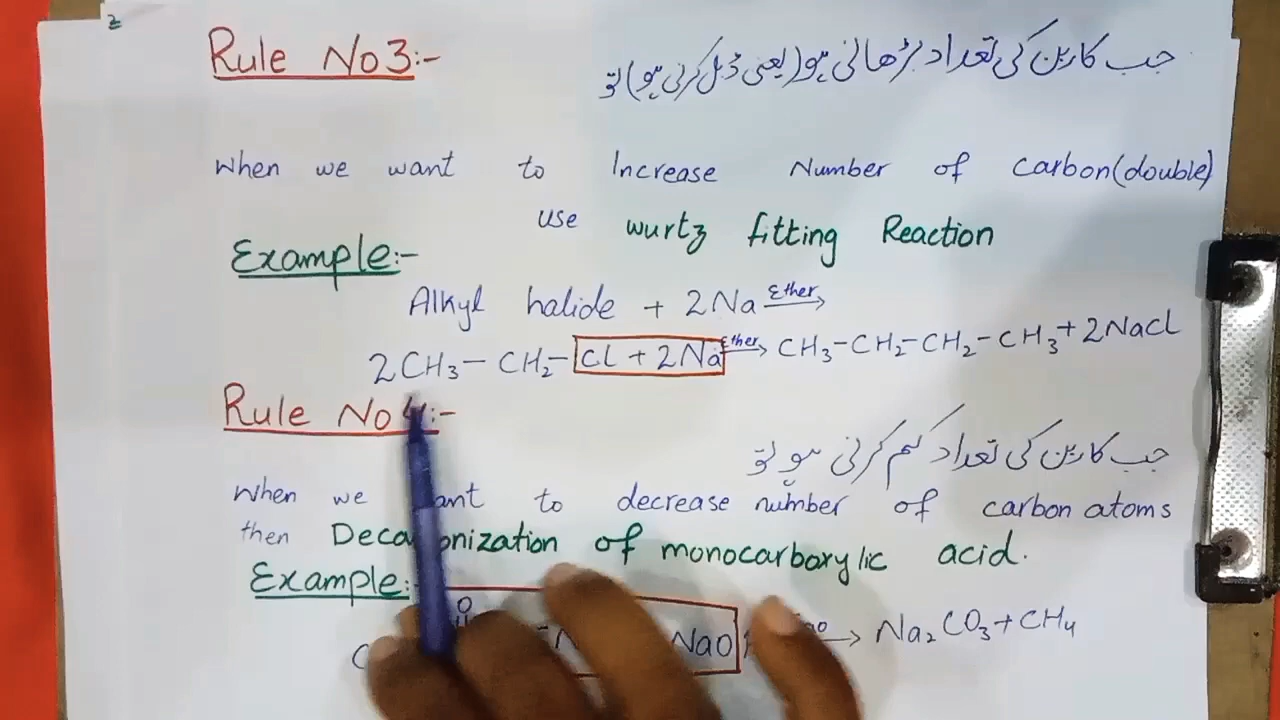 z
Rule No3:-
جب کاربن کی تعداد بڑھانی ہو (یعنی ڈبل کرنی ہو) تو
when we want to Increase Number of carbon(double)
use wurtz fitting Reaction
Example:-
Alkyl halide + 2Na Ether→
2CH₃-CH₂-Cl + 2Na Ether→ CH₃-CH₂-CH₂-CH₃ + 2NaCl
Rule No4:-
جب کاربن کی تعداد کم کرنی ہو تو
when we to decrease number of carbon atoms
then of monocarboxylic acid.
Example:
O
NaO → Na₂CO₃+CH₄